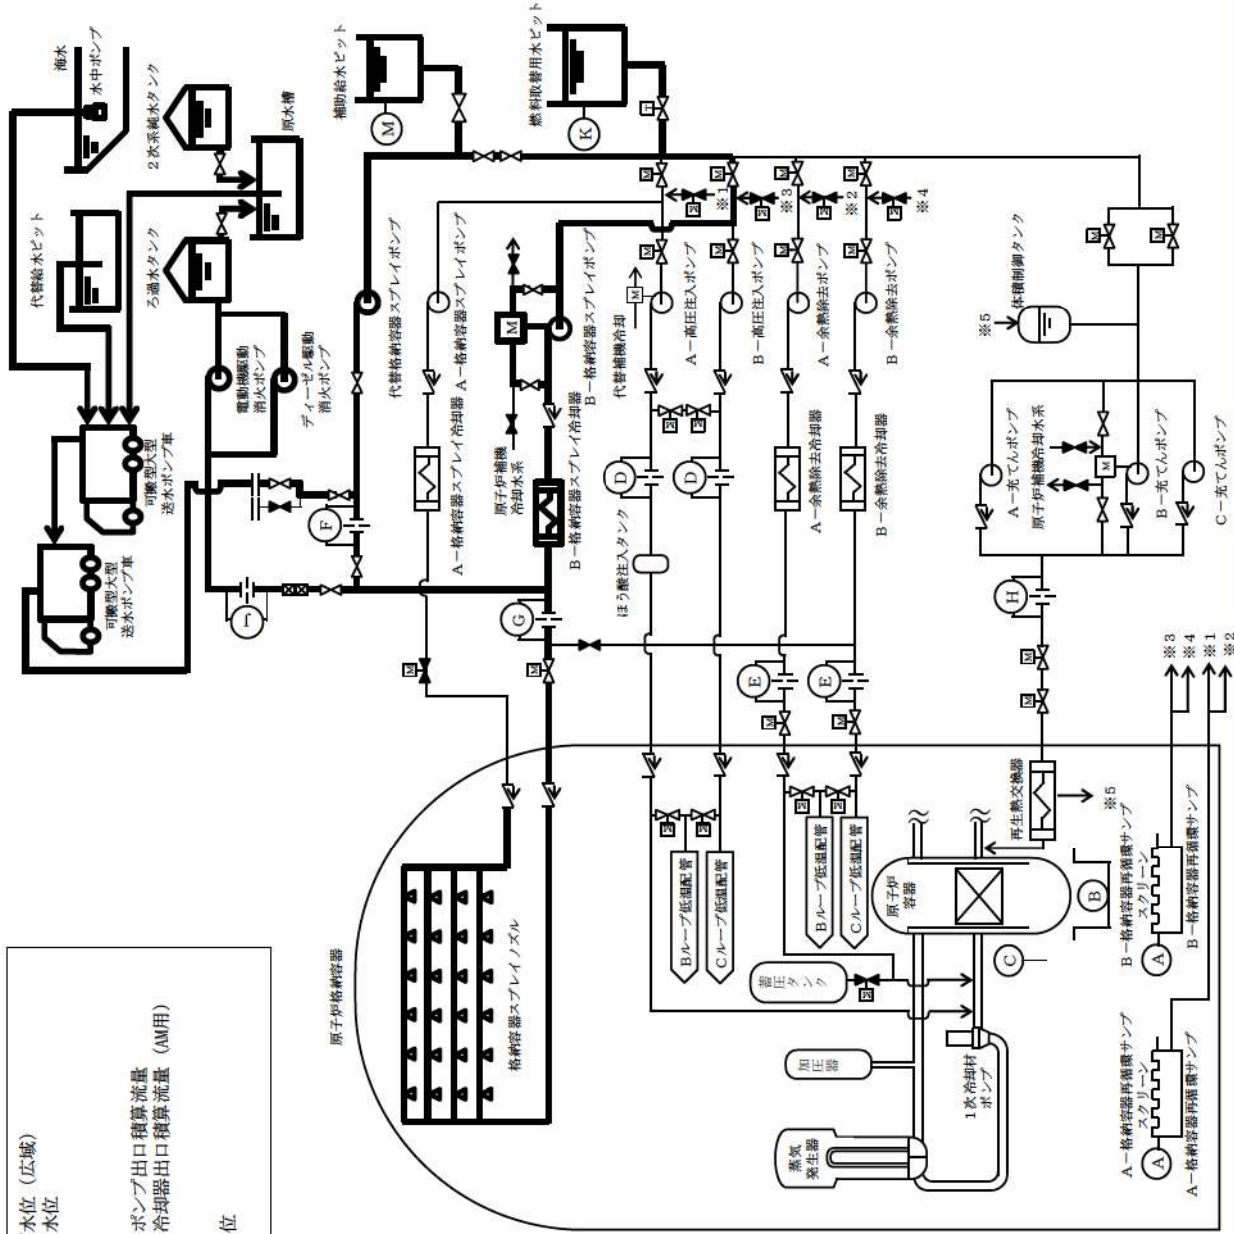 海水
水中ポンプ
2次系純水タンク
原水槽
代替給水ピット
ろ過水タンク
可搬型大型
送水ポンプ車
可搬型大型
送水ポンプ車
電動機駆動
消火ポンプ
ディーゼル駆動
消火ポンプ
補助給水ピット
M
燃料取替用水ピット
K
T
代替格納容器スプレイポンプ
A-格納容器スプレイポンプ
A-格納容器スプレイ冷却器
B-格納容器スプレイポンプ
B-格納容器スプレイ冷却器
原子炉補機
冷却水系
M
F
J
G
M
M
代替補機冷却
M
A-高圧注入ポンプ
B-高圧注入ポンプ
A-余熱除去ポンプ
B-余熱除去ポンプ
※1
※3
※2
※4
M
M
M
M
M
M
M
M
M
M
M
M
D
D
M
M
ほう酸注入タンク
A-余熱除去冷却器
B-余熱除去冷却器
E
E
M
M
体積制御タンク
※5
M
M
A-充てんポンプ
原子炉補機冷却水系
M
B-充てんポンプ
C-充てんポンプ
H
M
M
再生熱交換器
※5
※3
※4
※1
※2
原子炉格納容器
格納容器スプレイノズル
M
M
Bループ低温配管
Cループ低温配管
M
M
Bループ低温配管
Cループ低温配管
蓄圧タンク
M
原子炉
容器
B
C
加圧器
蒸気
発生器
1次冷却材
ポンプ
B-格納容器再循環サンプ
スクリーン
B-格納容器再循環サンプ
A
A-格納容器再循環サンプ
スクリーン
A-格納容器再循環サンプ
A
水位（広域）
水位
ポンプ出口積算流量
冷却器出口積算流量（AM用）
位